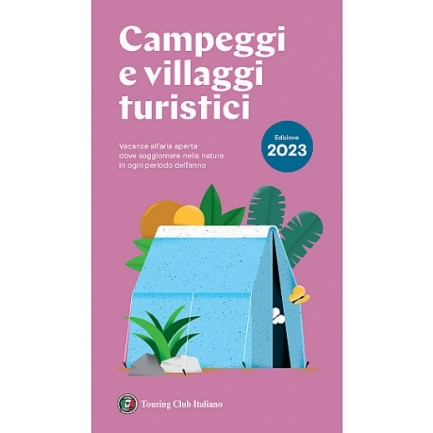 Campeggi
e villaggi
turistici
Edizione
2023
Vacanze all'aria aperta:
dove soggiornare nella natura
in ogni periodo dell'anno
Touring Club Italiano